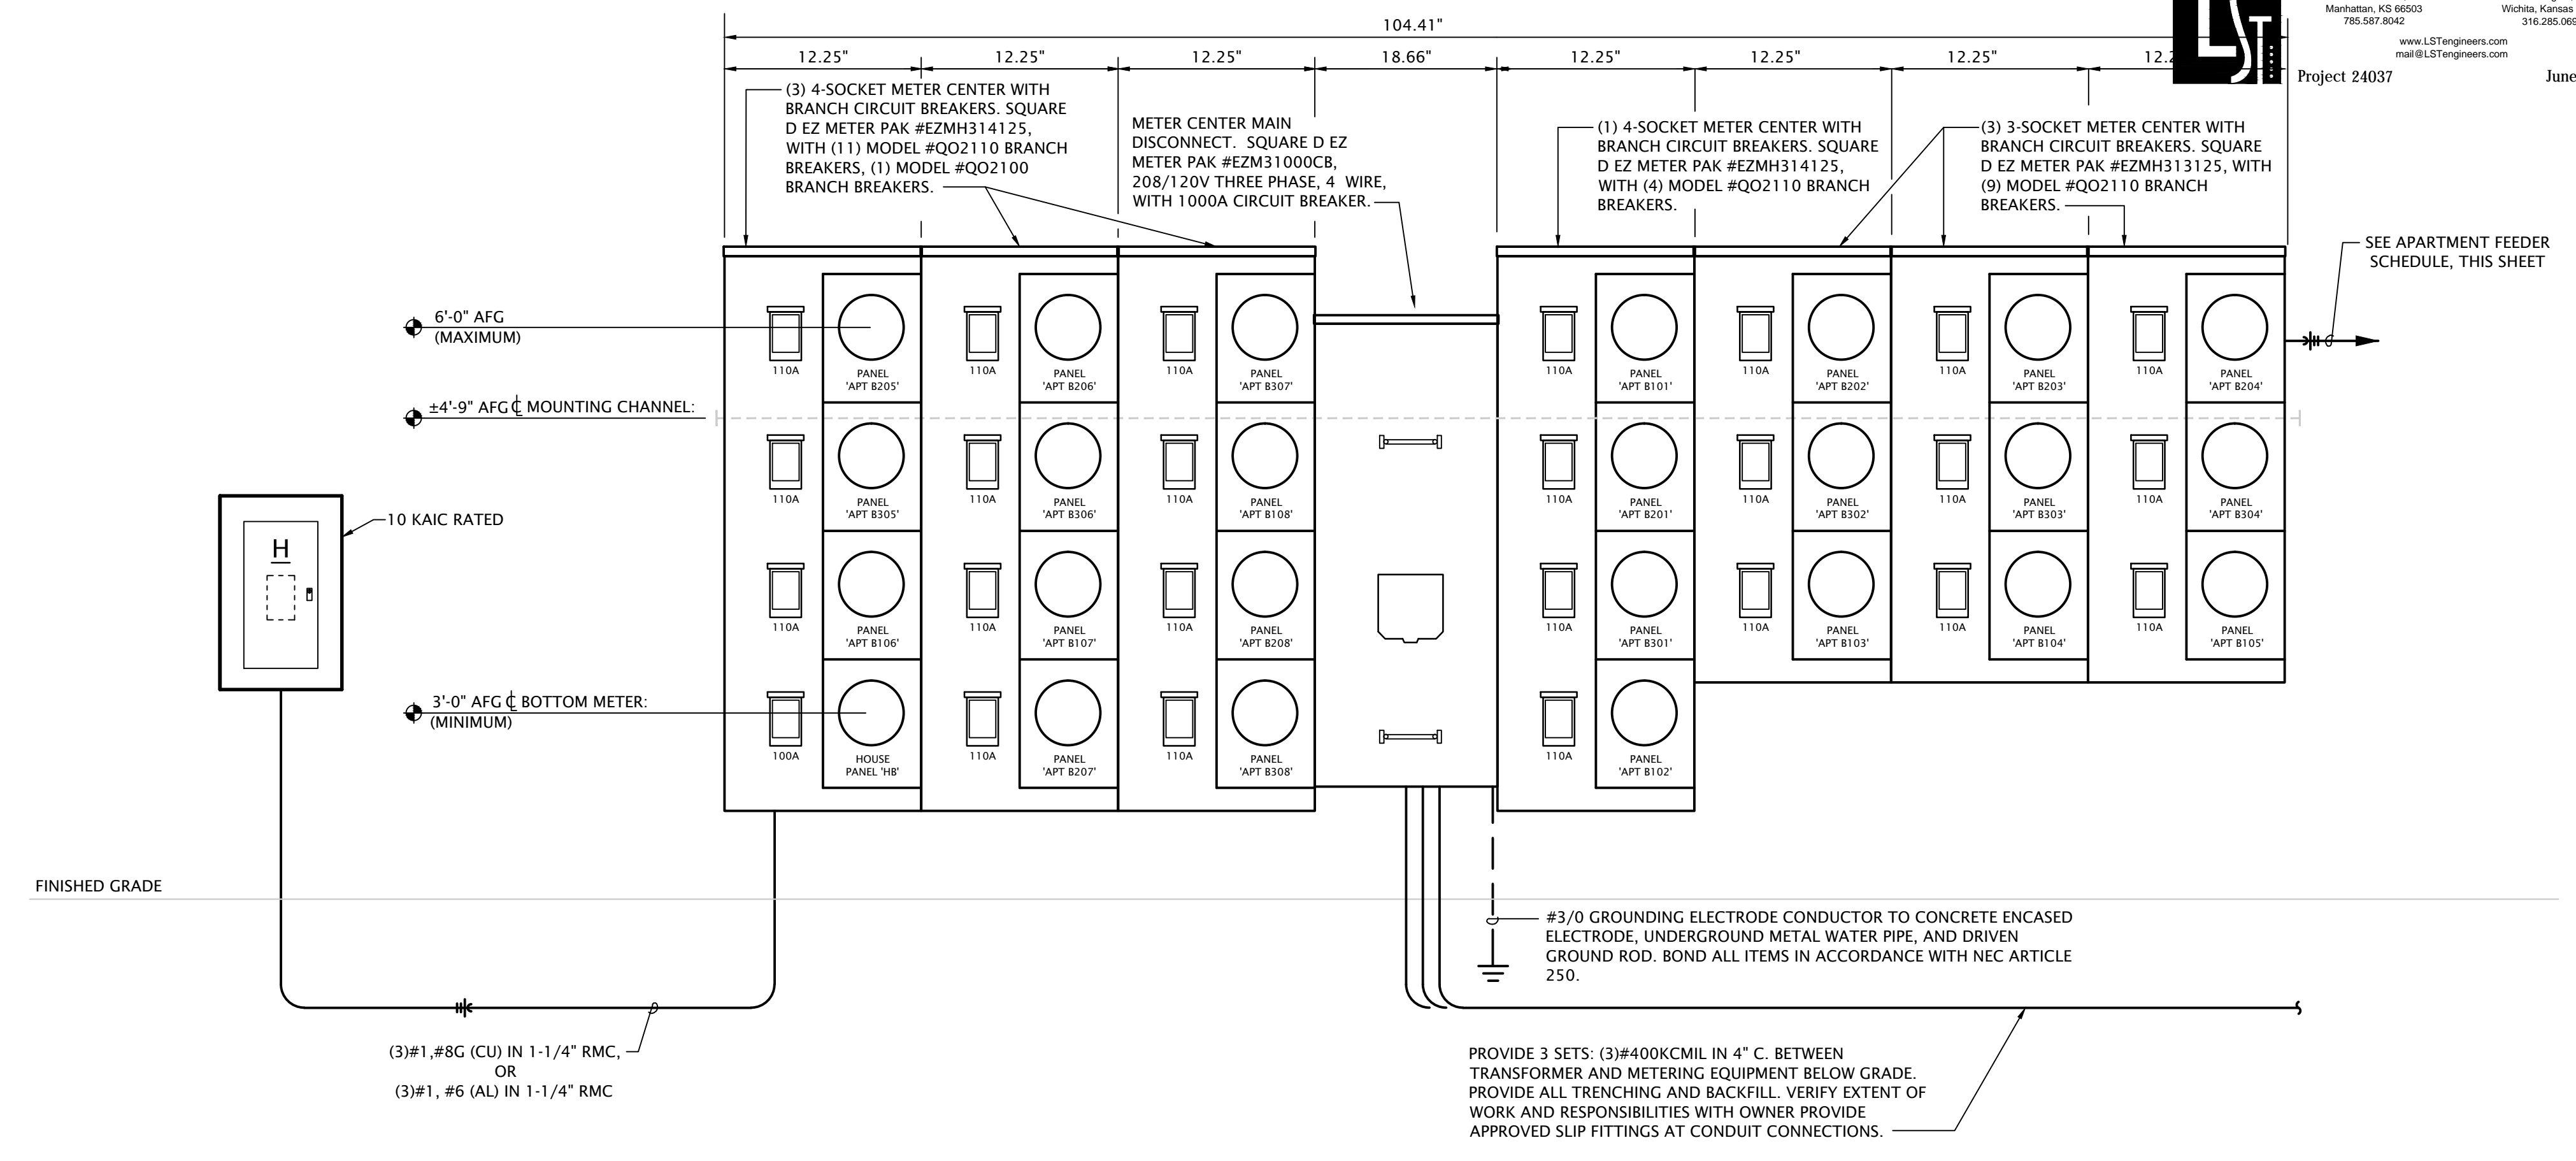 Manhattan, KS 66503
785.587.8042
Wichita, Kansas
316.285.069
www.LSTengineers.com
mail@LSTengineers.com
LST
Project 24037
June
104.41"
12.25"
12.25"
12.25"
18.66"
12.25"
12.25"
12.25"
12.2
(3) 4-SOCKET METER CENTER WITH
BRANCH CIRCUIT BREAKERS. SQUARE
D EZ METER PAK #EZMH314125,
WITH (11) MODEL #QO2110 BRANCH
BREAKERS, (1) MODEL #QO2100
BRANCH BREAKERS.
METER CENTER MAIN
DISCONNECT. SQUARE D EZ
METER PAK #EZM31000CB,
208/120V THREE PHASE, 4 WIRE,
WITH 1000A CIRCUIT BREAKER.
(1) 4-SOCKET METER CENTER WITH
BRANCH CIRCUIT BREAKERS. SQUARE
D EZ METER PAK #EZMH314125,
WITH (4) MODEL #QO2110 BRANCH
BREAKERS.
(3) 3-SOCKET METER CENTER WITH
BRANCH CIRCUIT BREAKERS. SQUARE
D EZ METER PAK #EZMH313125, WITH
(9) MODEL #QO2110 BRANCH
BREAKERS.
SEE APARTMENT FEEDER
SCHEDULE, THIS SHEET
6'-0" AFG
(MAXIMUM)
110A
PANEL
'APT B205'
110A
PANEL
'APT B206'
110A
PANEL
'APT B307'
110A
PANEL
'APT B101'
110A
PANEL
'APT B202'
110A
PANEL
'APT B203'
110A
PANEL
'APT B204'
±4'-9" AFG ℄ MOUNTING CHANNEL:
110A
PANEL
'APT B305'
110A
PANEL
'APT B306'
110A
PANEL
'APT B108'
110A
PANEL
'APT B201'
110A
PANEL
'APT B302'
110A
PANEL
'APT B303'
110A
PANEL
'APT B304'
10 KAIC RATED
H
110A
PANEL
'APT B106'
110A
PANEL
'APT B107'
110A
PANEL
'APT B208'
110A
PANEL
'APT B301'
110A
PANEL
'APT B103'
110A
PANEL
'APT B104'
110A
PANEL
'APT B105'
3'-0" AFG ℄ BOTTOM METER:
(MINIMUM)
100A
HOUSE
PANEL 'HB'
110A
PANEL
'APT B207'
110A
PANEL
'APT B308'
110A
PANEL
'APT B102'
FINISHED GRADE
#3/0 GROUNDING ELECTRODE CONDUCTOR TO CONCRETE ENCASED
ELECTRODE, UNDERGROUND METAL WATER PIPE, AND DRIVEN
GROUND ROD. BOND ALL ITEMS IN ACCORDANCE WITH NEC ARTICLE
250.
(3)#1,#8G (CU) IN 1-1/4" RMC,
OR
(3)#1, #6 (AL) IN 1-1/4" RMC
PROVIDE 3 SETS: (3)#400KCMIL IN 4" C. BETWEEN
TRANSFORMER AND METERING EQUIPMENT BELOW GRADE.
PROVIDE ALL TRENCHING AND BACKFILL. VERIFY EXTENT OF
WORK AND RESPONSIBILITIES WITH OWNER PROVIDE
APPROVED SLIP FITTINGS AT CONDUIT CONNECTIONS.